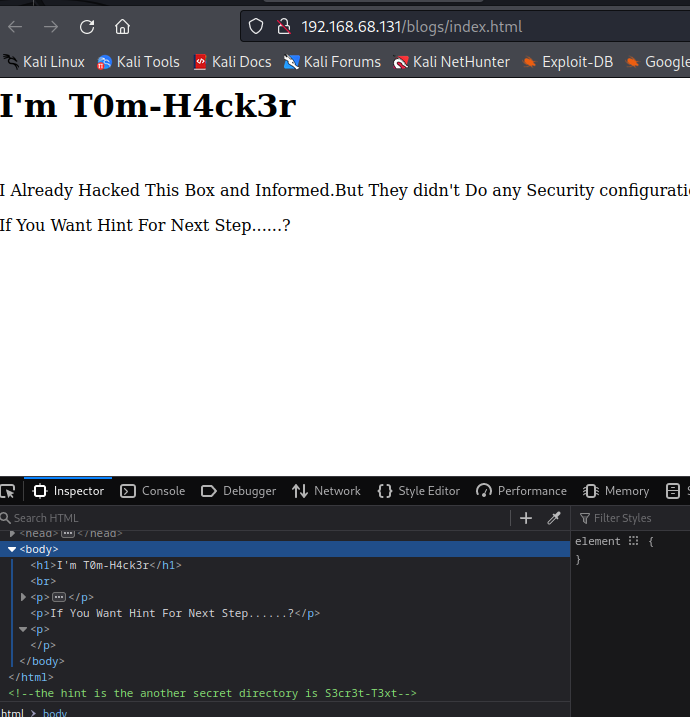 192.168.68.131/blogs/index.html
Kali Linux Kali Tools Kali Docs Kali Forums Kali NetHunter Exploit-DB Google
I'm T0m-H4ck3r
I Already Hacked This Box and Informed.But They didn't Do any Security configurati
If You Want Hint For Next Step......?
Inspector Console Debugger Network Style Editor Performance Memory S
Search HTML + Filter Styles
<head> ... </head>
element { 
<body>
}
<h1>I'm T0m-H4ck3r</h1>
<br>
<p> ... </p>
<p>If You Want Hint For Next Step......?</p>
<p>
</p>
</body>
</html>
<!--the hint is the another secret directory is S3cr3t-T3xt-->
html > body